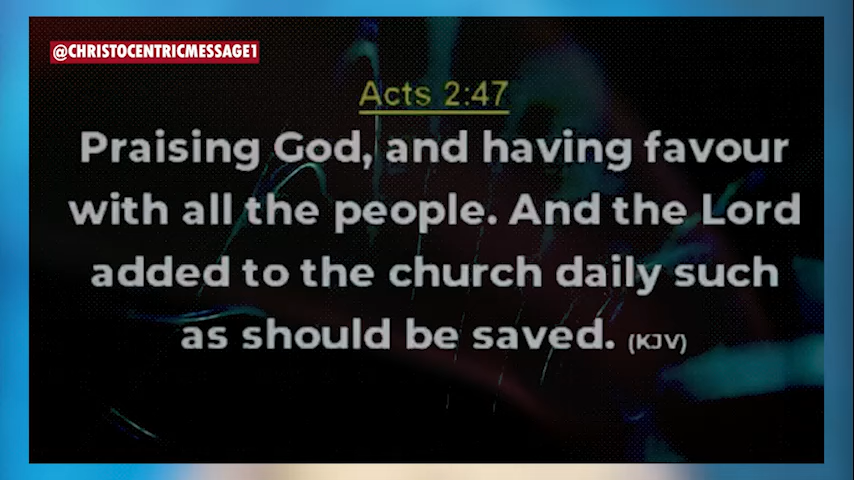 @CHRISTOCENTRICMESSAGE1
Acts 2:47
Praising God, and having favour
with all the people. And the Lord
added to the church daily such
as should be saved. (KJV)